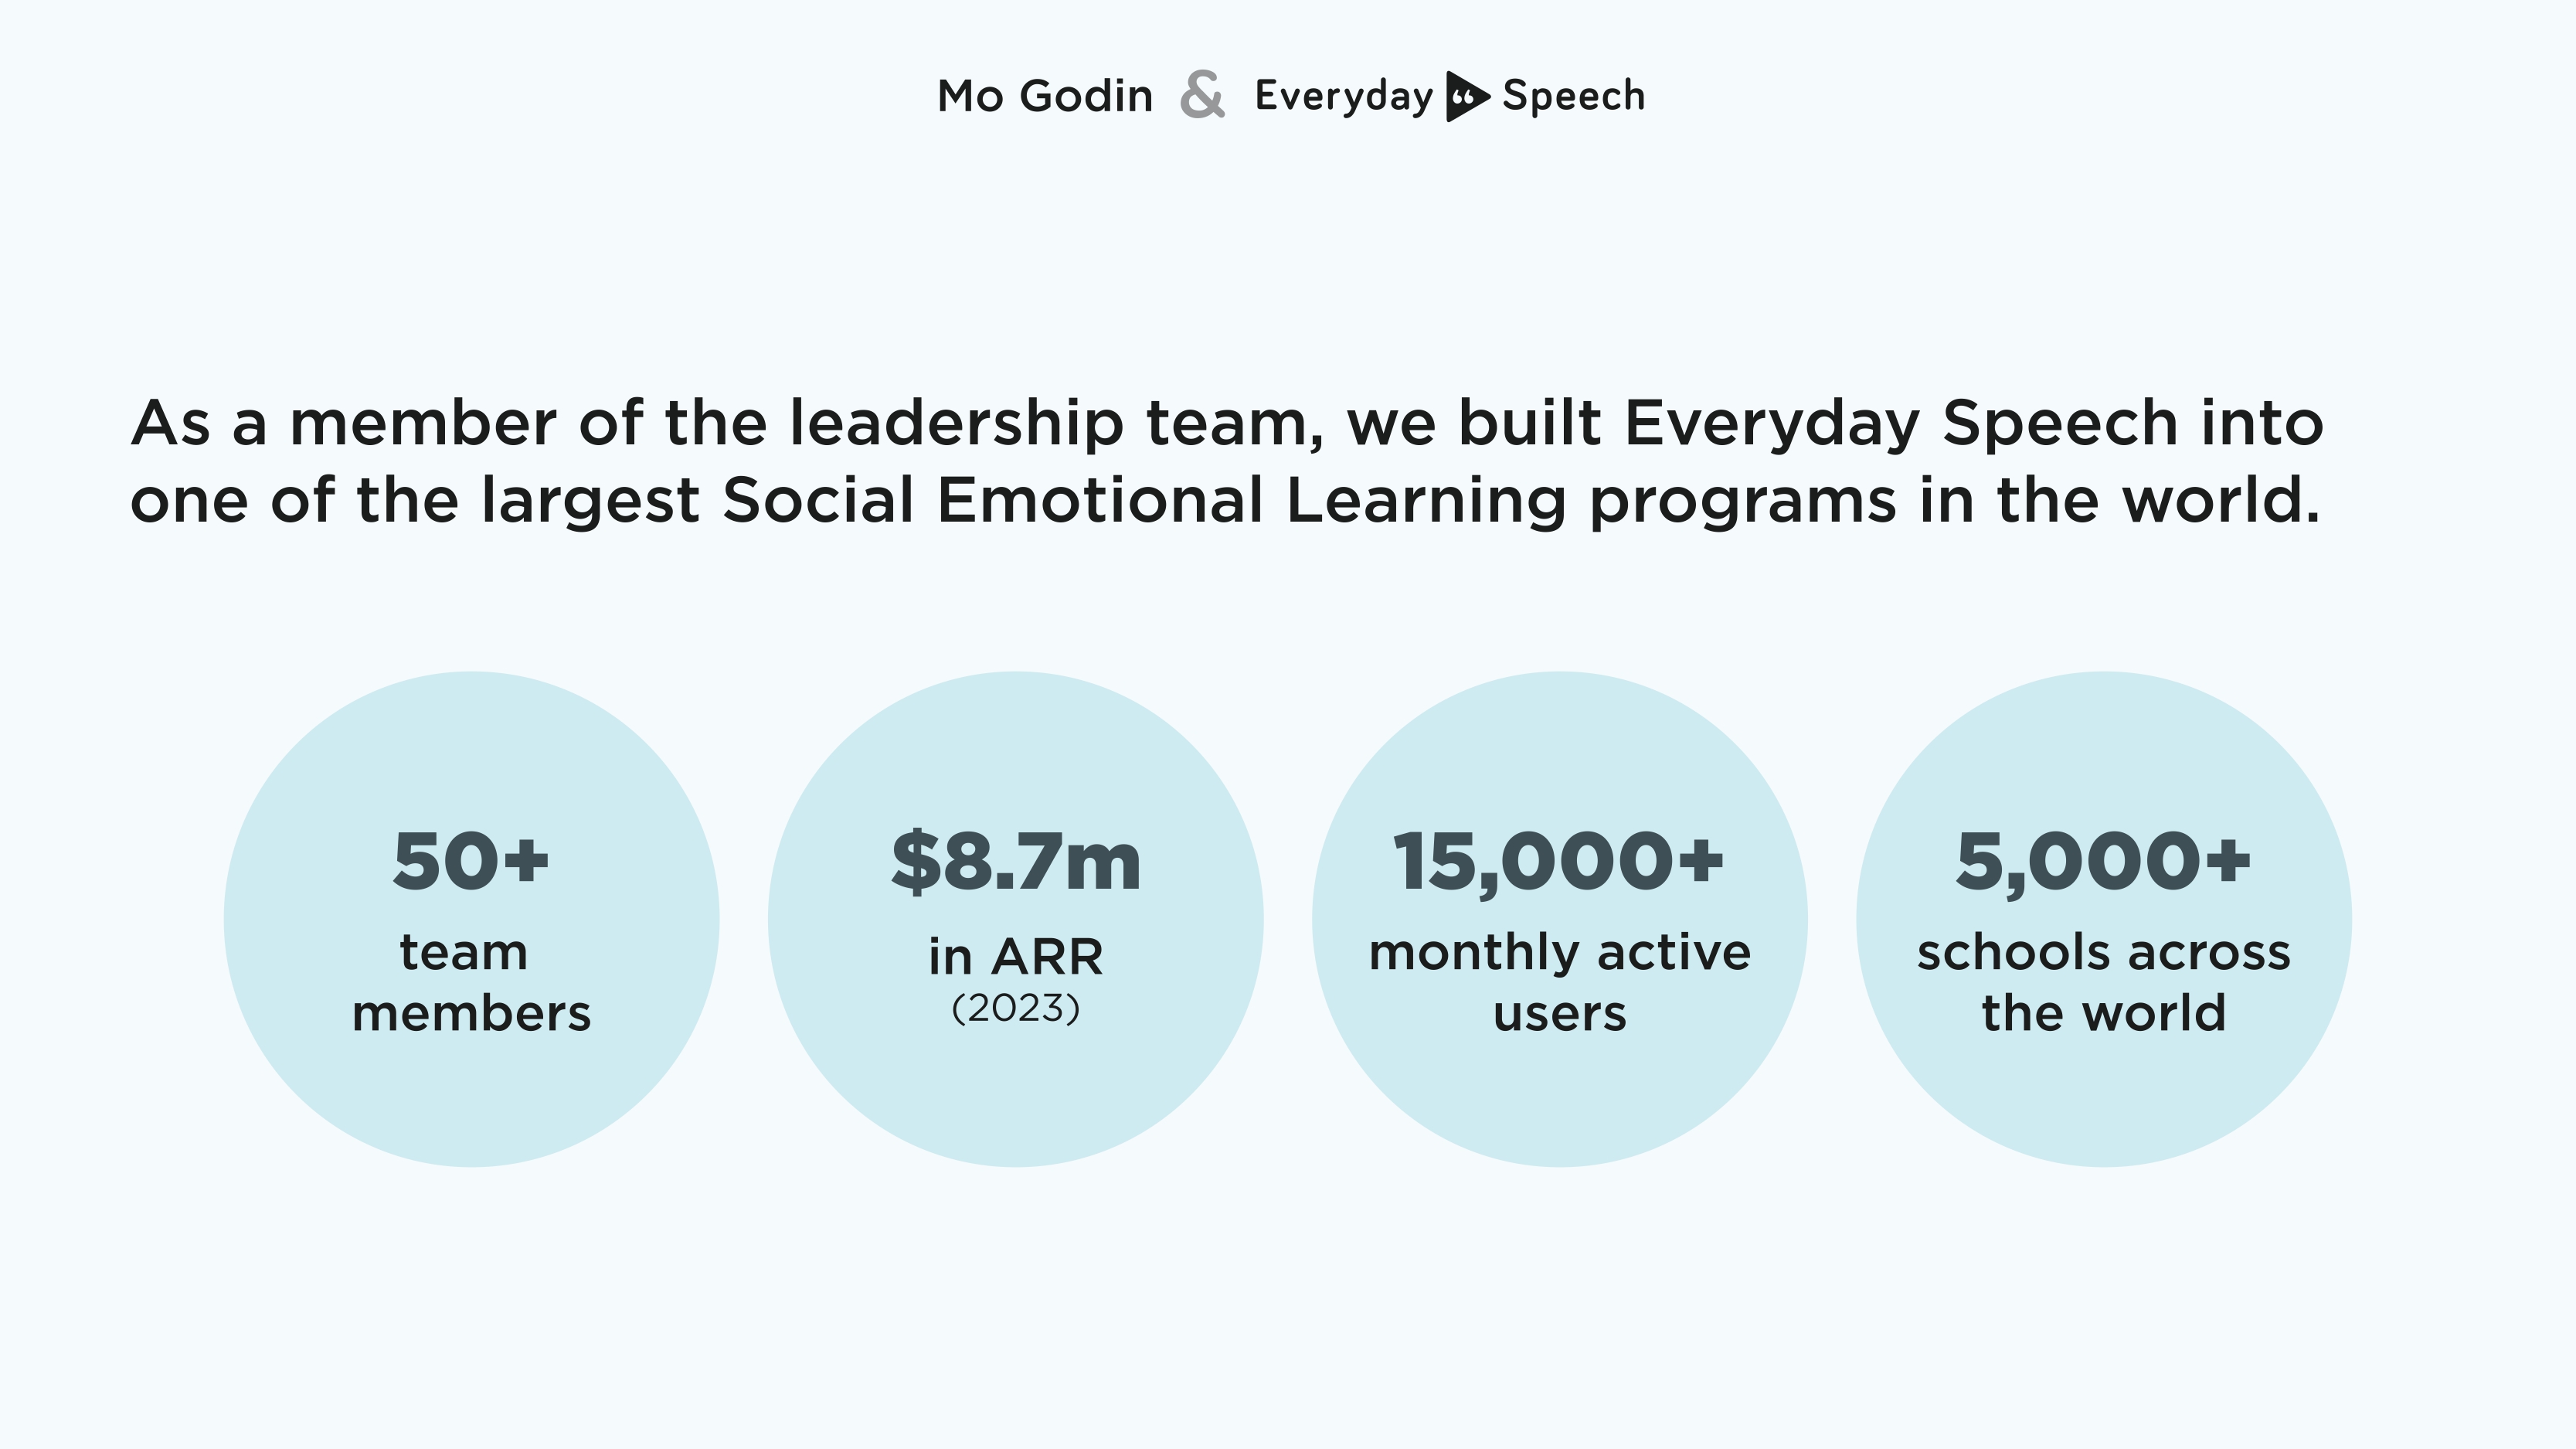 Mo Godin & Everyday Speech
As a member of the leadership team, we built Everyday Speech into
one of the largest Social Emotional Learning programs in the world.
50+
team
members
$8.7m
in ARR
(2023)
15,000+
monthly active
users
5,000+
schools across
the world